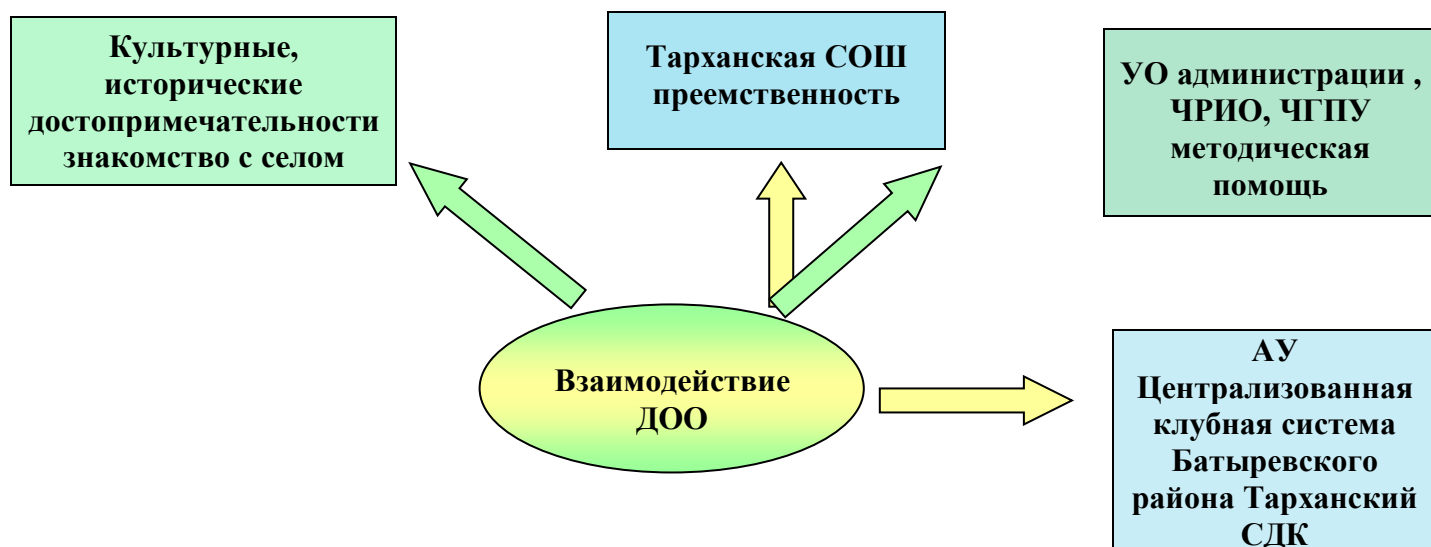 Культурные,
исторические
достопримечательности
знакомство с селом
Тарханская СОШ
преемственность
УО администрации ,
ЧРИО, ЧГПУ
методическая
помощь
Взаимодействие
ДОО
АУ
Централизованная
клубная система
Батыревского
района Тарханский
СДК